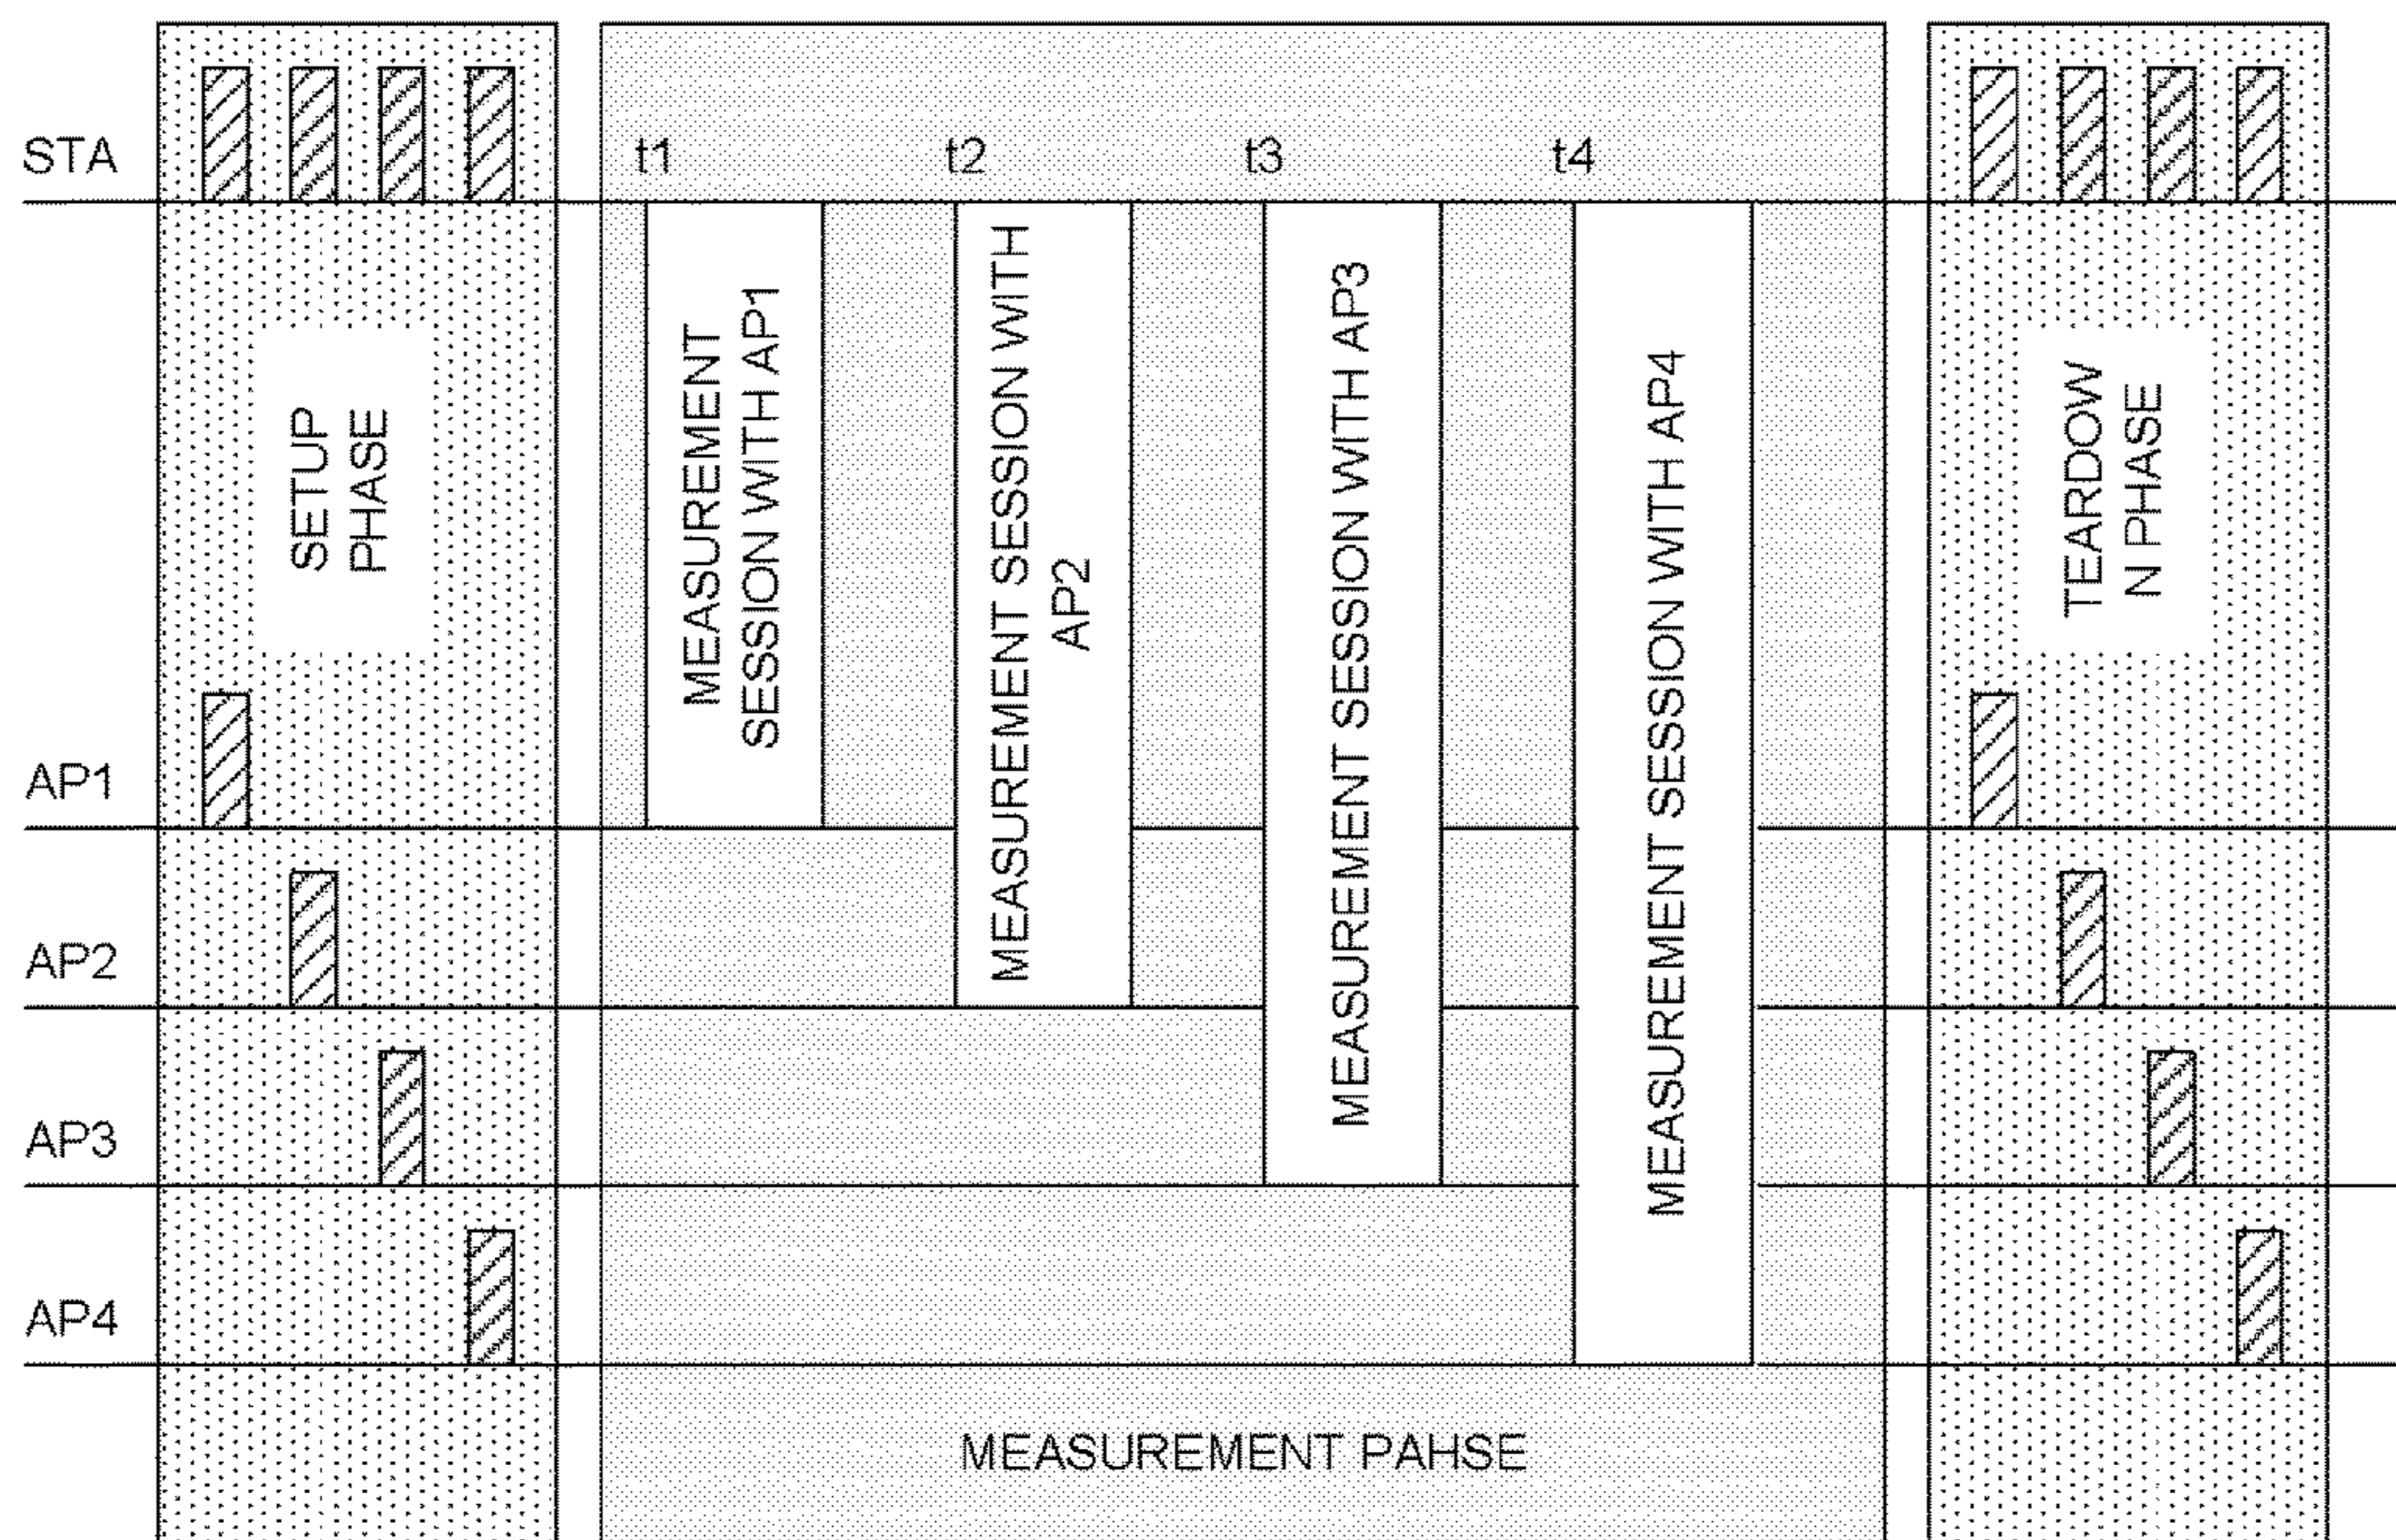 STA
t1
t2
t3
t4
SETUP
PHASE
MEASUREMENT
SESSION WITH AP1
MEASUREMENT SESSION WITH
AP2
MEASUREMENT SESSION WITH AP3
MEASUREMENT SESSION WITH AP4
TEARDOW
N PHASE
AP1
AP2
AP3
AP4
MEASUREMENT PAHSE